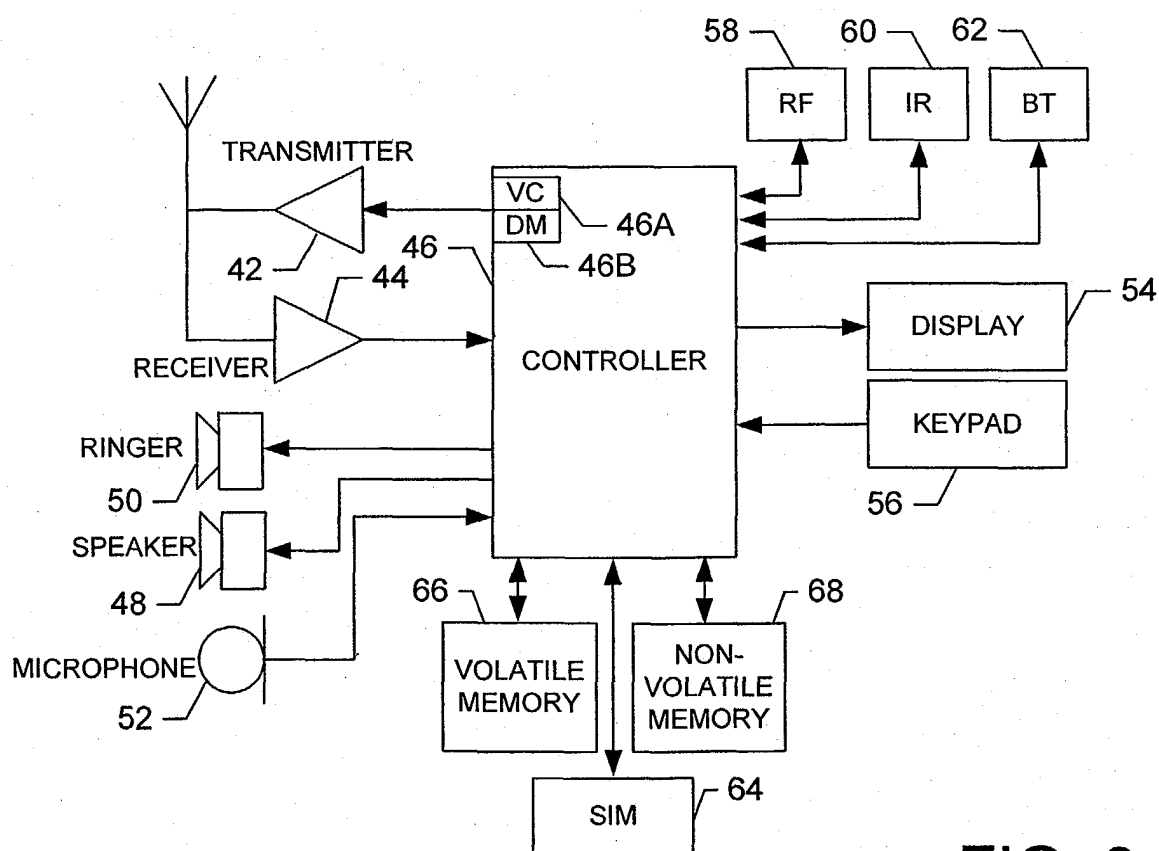 58
60
62
RF
IR
BT
TRANSMITTER
VC
DM
46A
46B
42
46
44
54
DISPLAY
CONTROLLER
RECEIVER
KEYPAD
RINGER
50
56
SPEAKER
48
66
68
MICROPHONE
52
VOLATILE
MEMORY
NON-
VOLATILE
MEMORY
SIM
64
FIG.